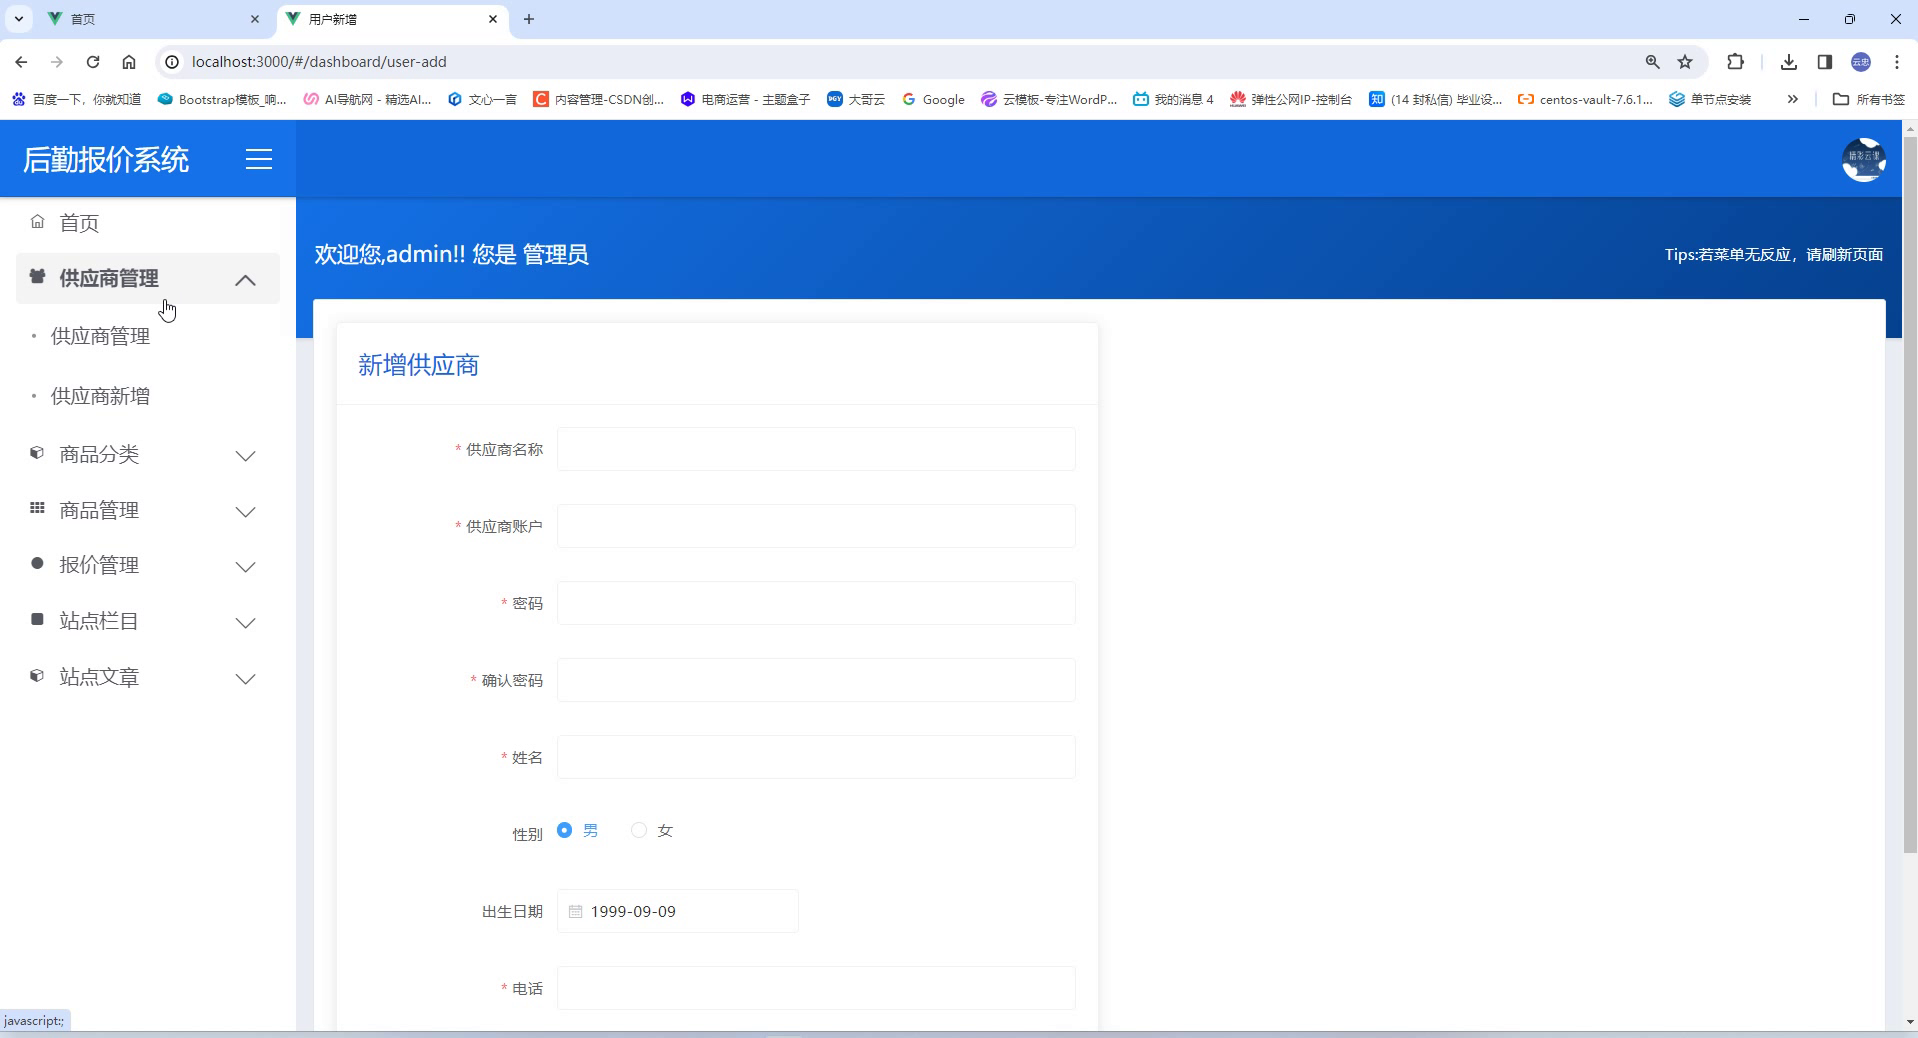 首页
用户新增
localhost:3000/#/dashboard/user-add
云忠
百度一下，你就知道
Bootstrap模板_响...
AI导航网 - 精选AI...
文心一言
内容管理-CSDN创...
电商运营 - 主题盒子
大哥云
Google
云模板-专注WordP...
我的消息 4
弹性公网IP-控制台
(14 封私信) 毕业设...
centos-vault-7.6.1...
单节点安装
所有书签
后勤报价系统
精彩云课
首页
供应商管理
供应商管理
供应商新增
商品分类
商品管理
报价管理
站点栏目
站点文章
欢迎您,admin!! 您是 管理员
Tips:若菜单无反应，请刷新页面
新增供应商
* 供应商名称
* 供应商账户
* 密码
* 确认密码
* 姓名
性别 男 女
出生日期 1999-09-09
* 电话
javascript:;